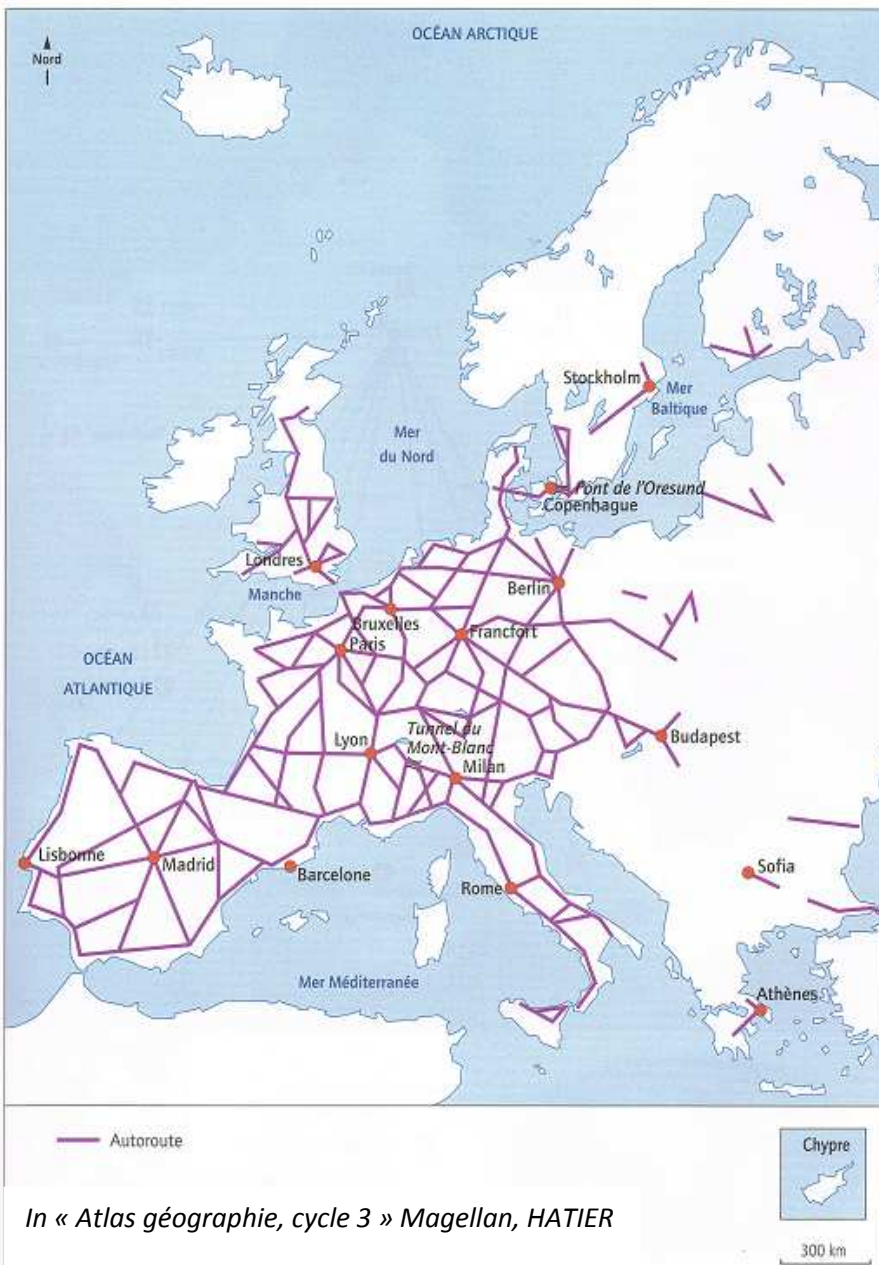 OCÉAN ARCTIQUE
Nord
Stockholm
Mer
Baltique
Mer
du Nord
Pont de l'Oresund
Copenhague
Londres
Manche
Berlin
Bruxelles
Francfort
Paris
OCÉAN
ATLANTIQUE
Tunnel du
Mont-Blanc
Lyon
Budapest
Milan
Lisbonne
Madrid
Barcelone
Sofia
Rome
Mer Méditerranée
Athènes
Autoroute
Chypre
In « Atlas géographie, cycle 3 » Magellan, HATIER
300 km